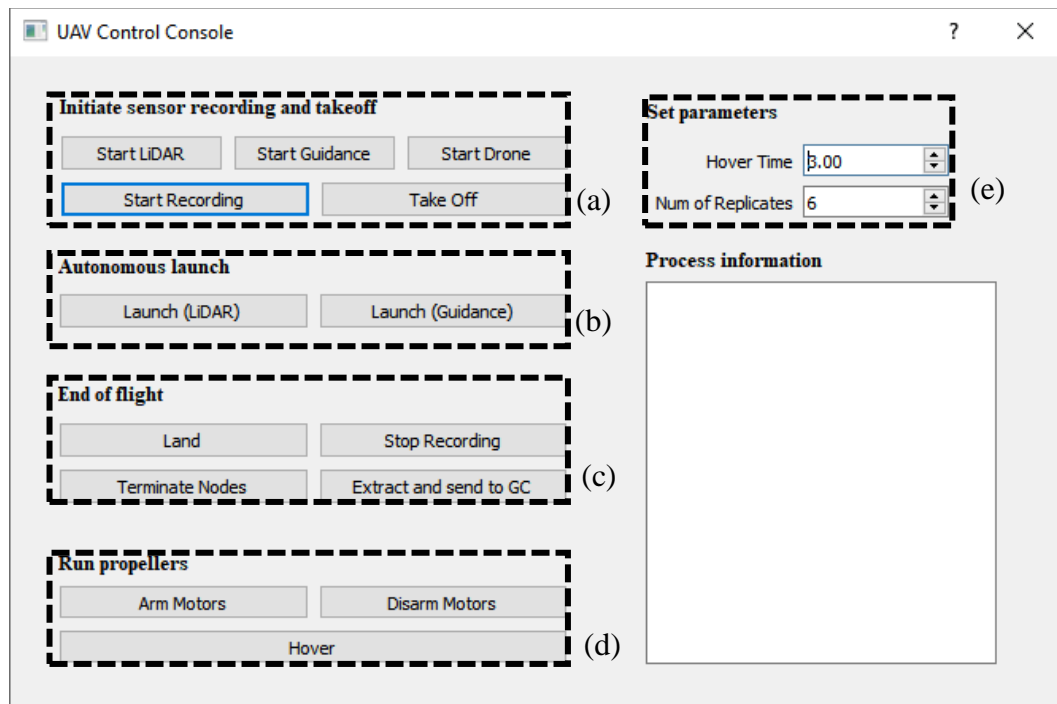 UAV Control Console ?
Initiate sensor recording and takeoff
Start LiDAR Start Guidance Start Drone
Start Recording Take Off
(a)
Autonomous launch
Launch (LiDAR) Launch (Guidance)
(b)
End of flight
Land Stop Recording
Terminate Nodes Extract and send to GC
(c)
Run propellers
Arm Motors Disarm Motors
Hover
(d)
Set parameters
Hover Time 3.00
Num of Replicates 6
(e)
Process information